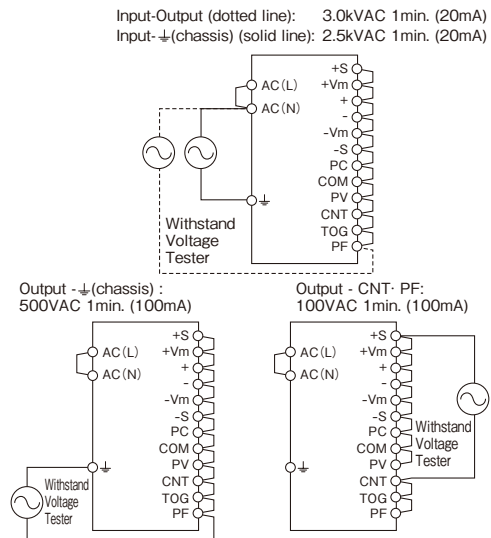 Input-Output (dotted line): 3.0kVAC 1min. (20mA)
Input-⏚(chassis) (solid line): 2.5kVAC 1min. (20mA)
+S
AC(L)
+Vm
+
AC(N)
-
-Vm
-S
PC
COM
PV
CNT
⏚
TOG
PF
Withstand
Voltage
Tester
Output -⏚(chassis) :
500VAC 1min. (100mA)
+S
AC(L)
+Vm
+
AC(N)
-
-Vm
-S
PC
COM
PV
⏚
CNT
TOG
PF
Withstand
Voltage
Tester
Output - CNT· PF:
100VAC 1min. (100mA)
+S
AC(L)
+Vm
+
AC(N)
-
-Vm
-S
PC
COM
PV
⏚
CNT
TOG
PF
Withstand
Voltage
Tester